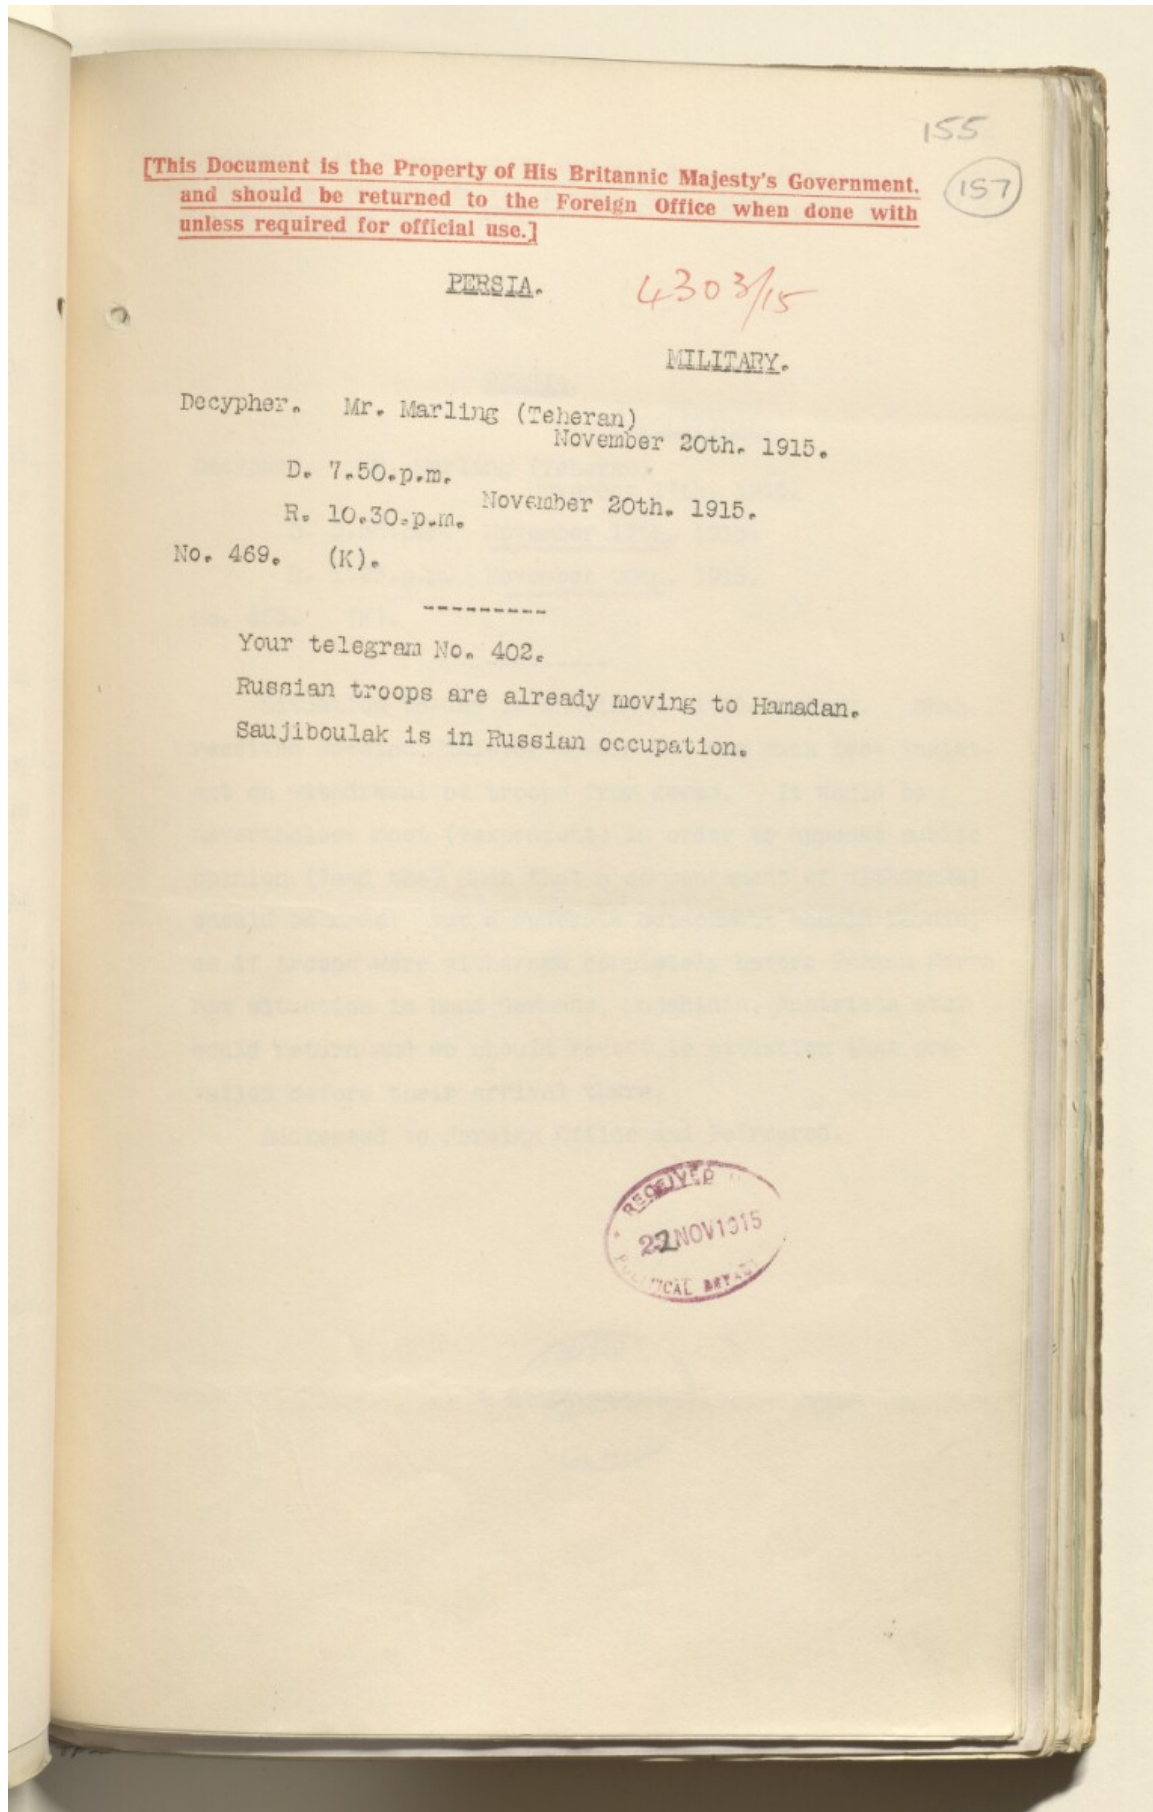 155
157
[This Document is the Property of His Britannic Majesty's Government,
and should be returned to the Foreign Office when done with
unless required for official use.]
PERSIA.
4303/15
MILITARY.
Decypher. Mr. Marling (Teheran)
November 20th. 1915.
D. 7.50.p.m.
November 20th. 1915.
R. 10.30.p.m.
No. 469. (K).
---------
Your telegram No. 402.
Russian troops are already moving to Hamadan.
Saujiboulak is in Russian occupation.
RECEIVED
22NOV1915
POLITICAL DEPT